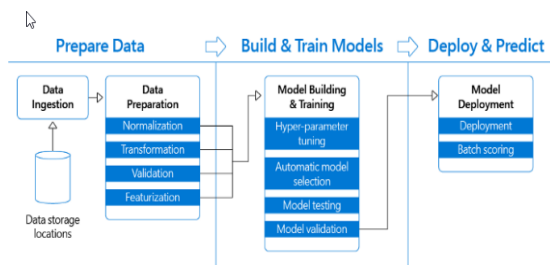 Prepare Data
Build & Train Models
Deploy & Predict
Data
Ingestion
Data storage
locations
Data
Preparation
Normalization
Transformation
Validation
Featurization
Model Building
& Training
Hyper-parameter
tuning
Automatic model
selection
Model testing
Model validation
Model
Deployment
Deployment
Batch scoring